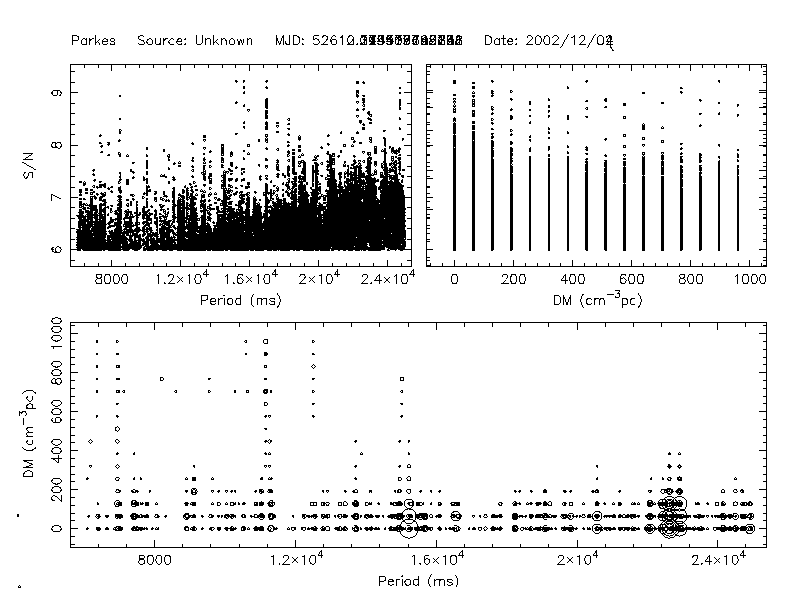 Parkes Source: Unknown MJD: Date: 2002/12/
S/N
9
8
7
6
8000 1.2×10⁴ 1.6×10⁴ 2×10⁴ 2.4×10⁴
Period (ms)
0 200 400 600 800 1000
DM (cm⁻³pc)
DM (cm⁻³pc)
1000
800
600
400
200
0
8000 1.2×10⁴ 1.6×10⁴ 2×10⁴ 2.4×10⁴
Period (ms)